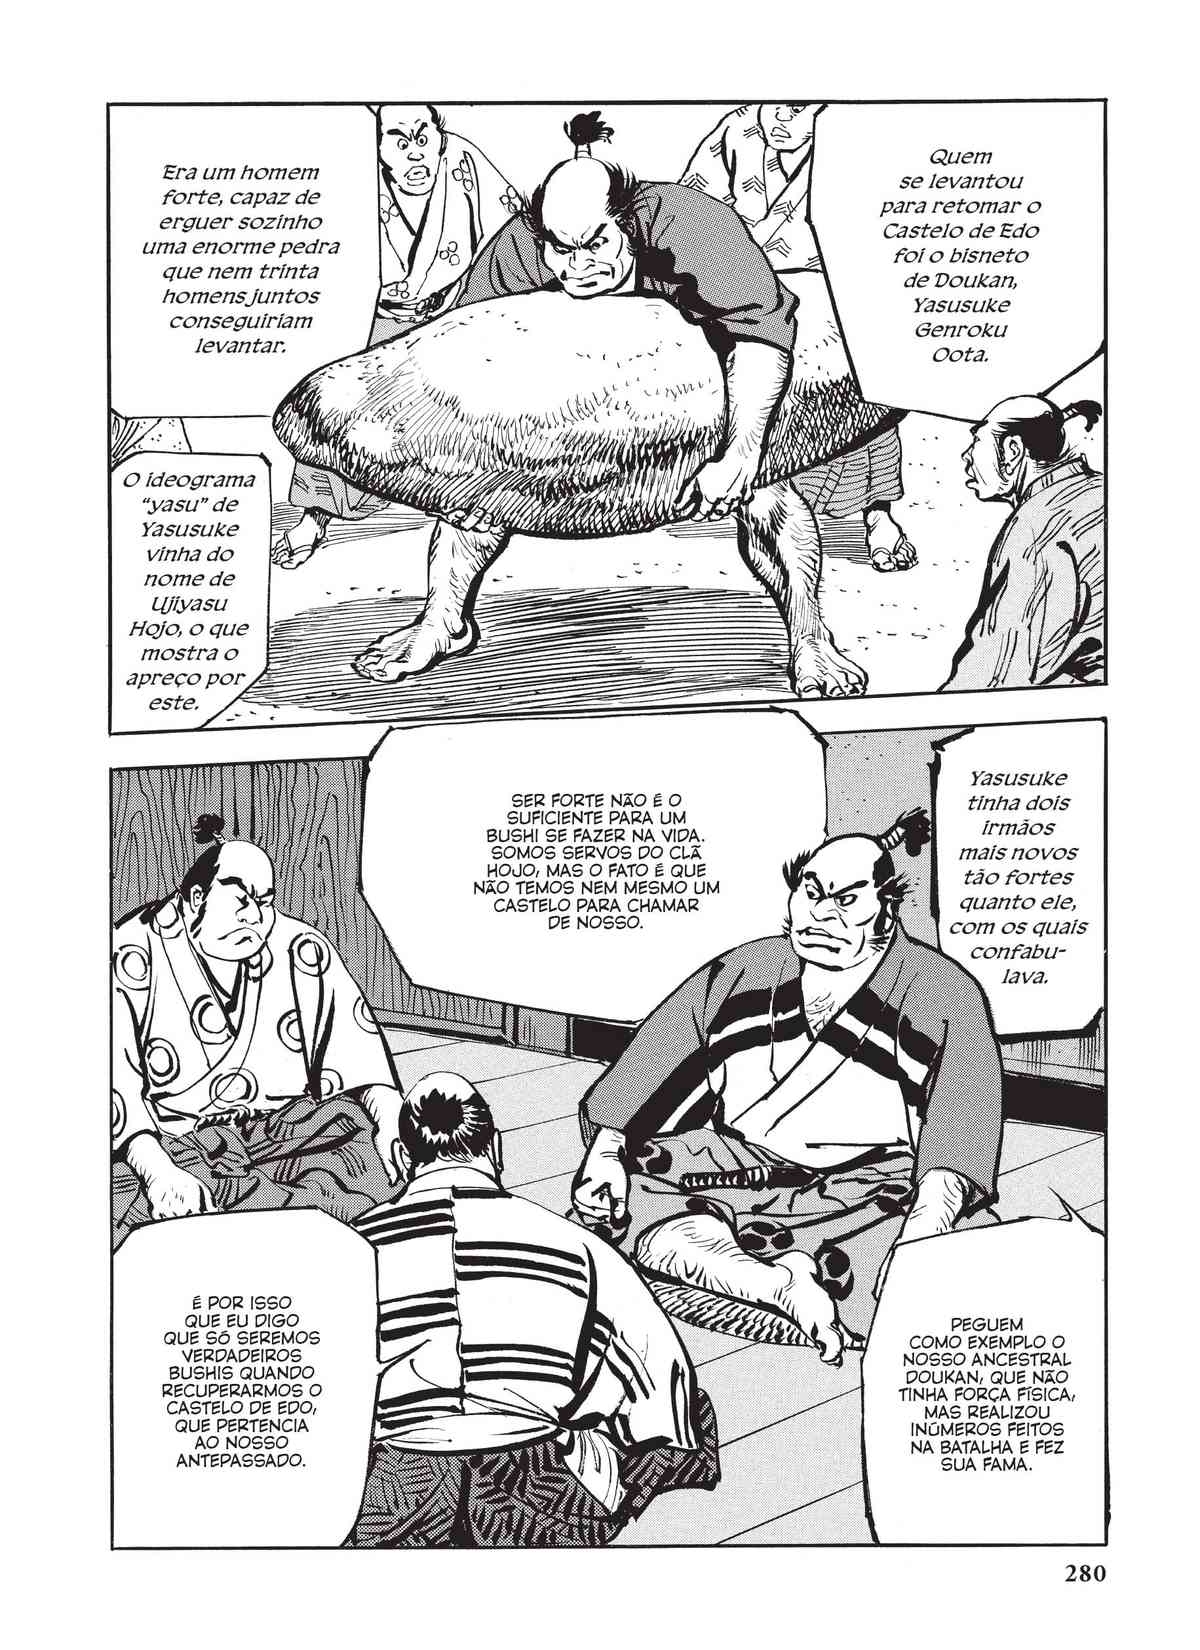 Quem
se levantou
para retomar o
Castelo de Edo
foi o bisneto
de Doukan,
Yasusuke
Genroku
Oota.
Era um homem
forte, capaz de
erguer sozinho
uma enorme pedra
que nem trinta
homens juntos
conseguiriam
levantar.
O ideograma
“yasu” de
Yasusuke
vinha do
nome de
Ujiyasu
Hojo, o que
mostra o
apreço por
este.
Yasusuke
tinha dois
irmãos
mais novos
tão fortes
quanto ele,
com os quais
confabu-
lava.
SER FORTE NÃO É O
SUFICIENTE PARA UM
BUSHI SE FAZER NA VIDA.
SOMOS SERVOS DO CLÃ
HOJO, MAS O FATO É QUE
NÃO TEMOS NEM MESMO UM
CASTELO PARA CHAMAR
DE NOSSO.
PEGUEM
COMO EXEMPLO O
NOSSO ANCESTRAL
DOUKAN, QUE NÃO
TINHA FORÇA FÍSICA,
MAS REALIZOU
INÚMEROS FEITOS
NA BATALHA E FEZ
SUA FAMA.
É POR ISSO
QUE EU DIGO
QUE SÓ SEREMOS
VERDADEIROS
BUSHIS QUANDO
RECUPERARMOS O
CASTELO DE EDO,
QUE PERTENCIA
AO NOSSO
ANTEPASSADO.
280